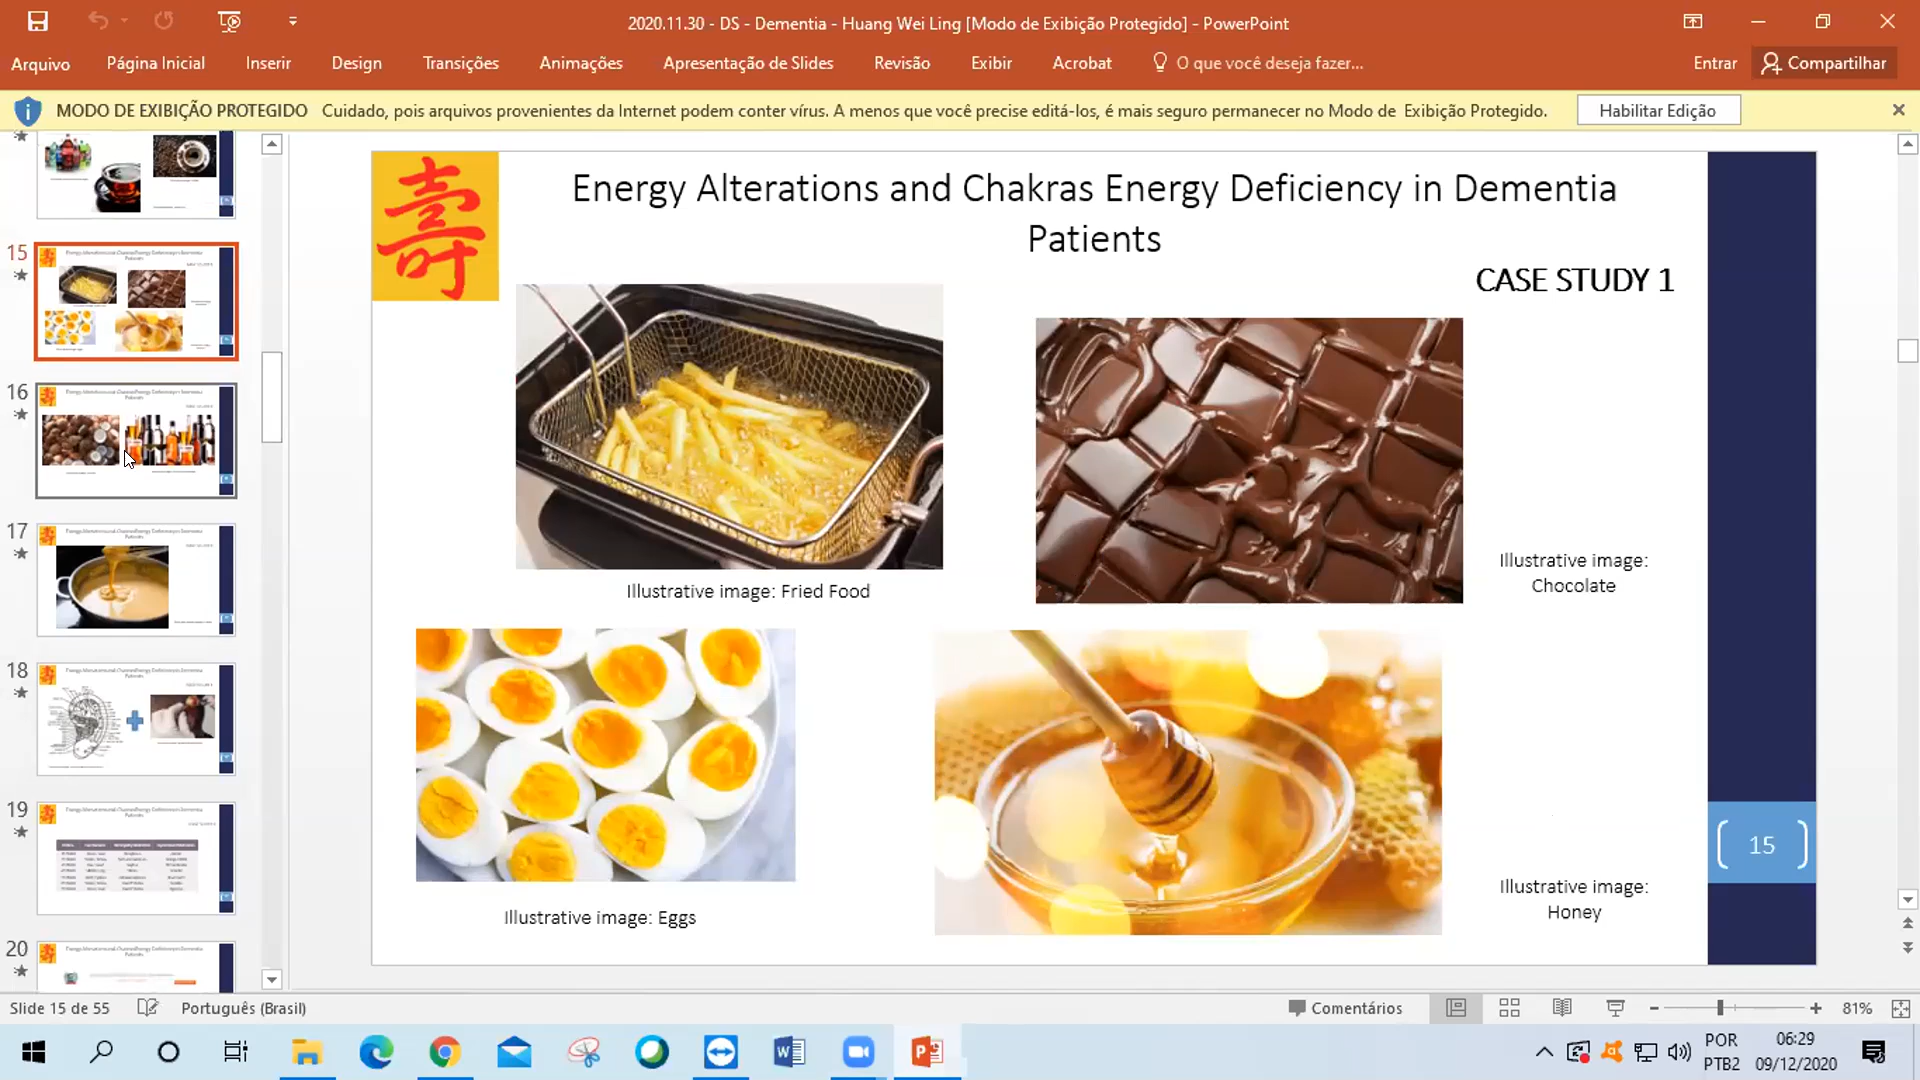 2020.11.30 - DS - Dementia - Huang Wei Ling [Modo de Exibição Protegido] - PowerPoint
Arquivo Página Inicial Inserir Design Transições Animações Apresentação de Slides Revisão Exibir Acrobat O que você deseja fazer... Entrar Compartilhar
MODO DE EXIBIÇÃO PROTEGIDO Cuidado, pois arquivos provenientes da Internet podem conter vírus. A menos que você precise editá-los, é mais seguro permanecer no Modo de Exibição Protegido. Habilitar Edição
15
16
17
18
19
20
壽
Energy Alterations and Chakras Energy Deficiency in Dementia
Patients
CASE STUDY 1
Illustrative image: Fried Food
Illustrative image:
Chocolate
Illustrative image: Eggs
Illustrative image:
Honey
15
Slide 15 de 55 Português (Brasil) Comentários 81%
POR
PTB2
06:29
09/12/2020